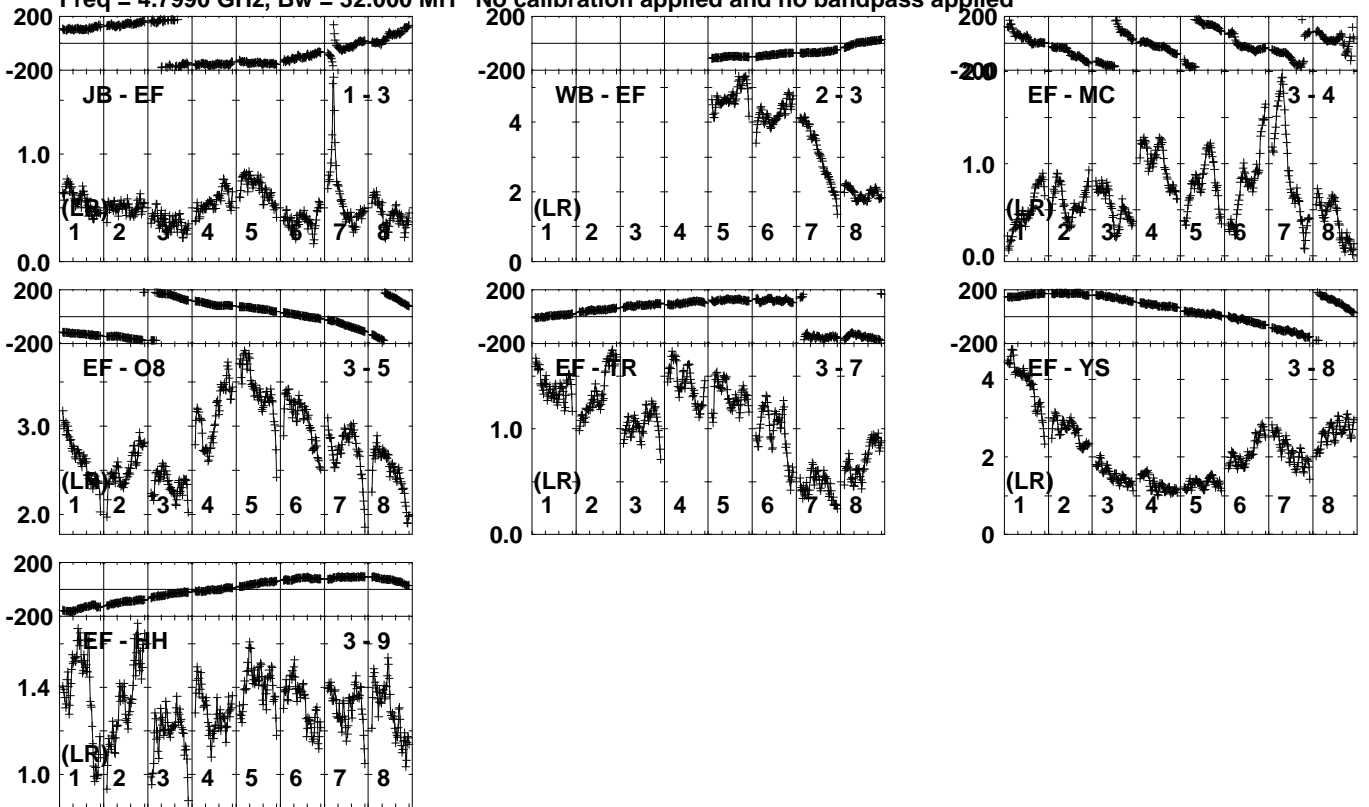 Freq = 4.7990 GHz, Bw = 32.000 MH No calibration applied and no bandpass applied
200
-200
JB - EF 1 - 3
1.0
(LR)
1 2 3 4 5 6 7 8
0.0
-200
200
WB - EF 2 - 3
4
2
(LR)
1 2 3 4 5 6 7 8
0
200
-200
2.0
EF - MC 3 - 4
1.0
(LR)
1 2 3 4 5 6 7 8
0.0
200
-200
EF - O8 3 - 5
3.0
(LR)
1 2 3 4 5 6 7 8
2.0
200
-200
EF - TR 3 - 7
1.0
(LR)
1 2 3 4 5 6 7 8
0.0
200
-200
EF - YS 3 - 8
4
2
(LR)
1 2 3 4 5 6 7 8
0
200
-200
EF - HH 3 - 9
1.4
(LR)
1.0
1 2 3 4 5 6 7 8